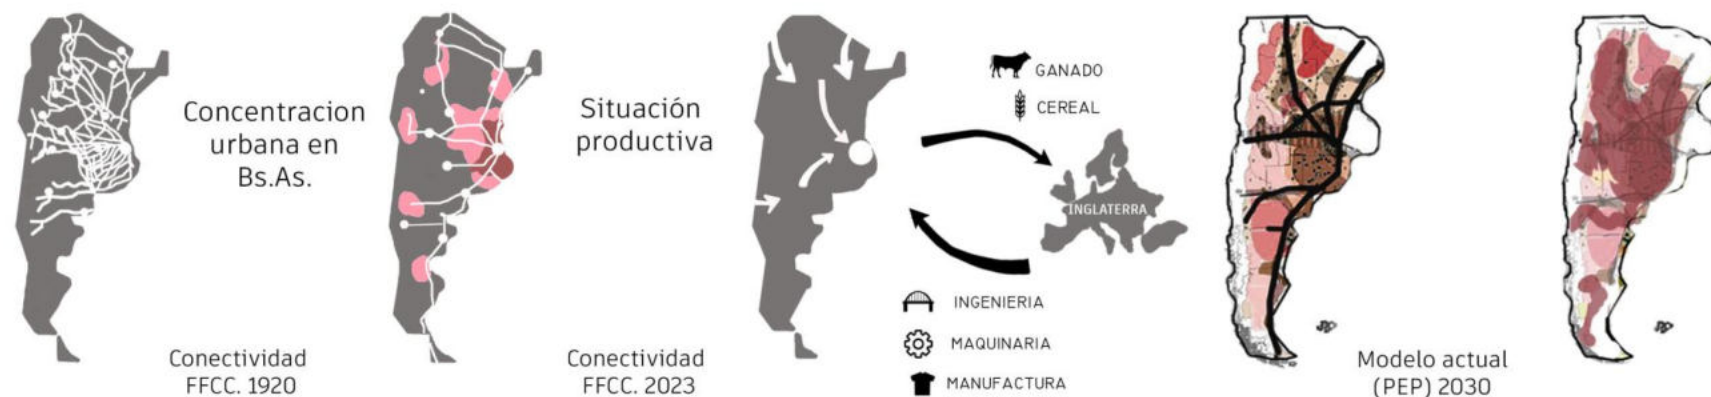 Concentracion
urbana en
Bs.As.
Conectividad
FFCC. 1920
Situación
productiva
Conectividad
FFCC. 2023
GANADO
CEREAL
INGLATERRA
INGENIERIA
MAQUINARIA
MANUFACTURA
Modelo actual
(PEP) 2030